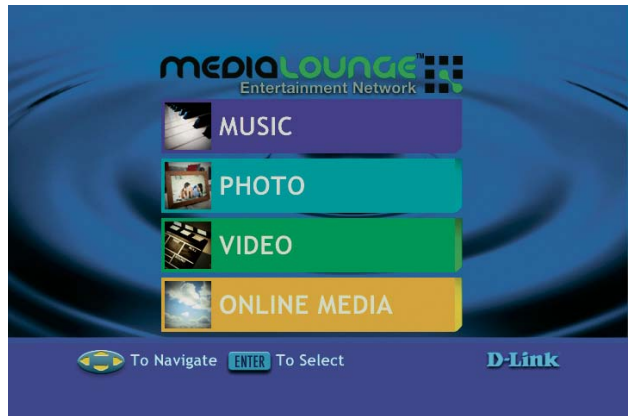 MEDIALOUNGE™
Entertainment Network
MUSIC
PHOTO
VIDEO
ONLINE MEDIA
To Navigate ENTER To Select
D-Link